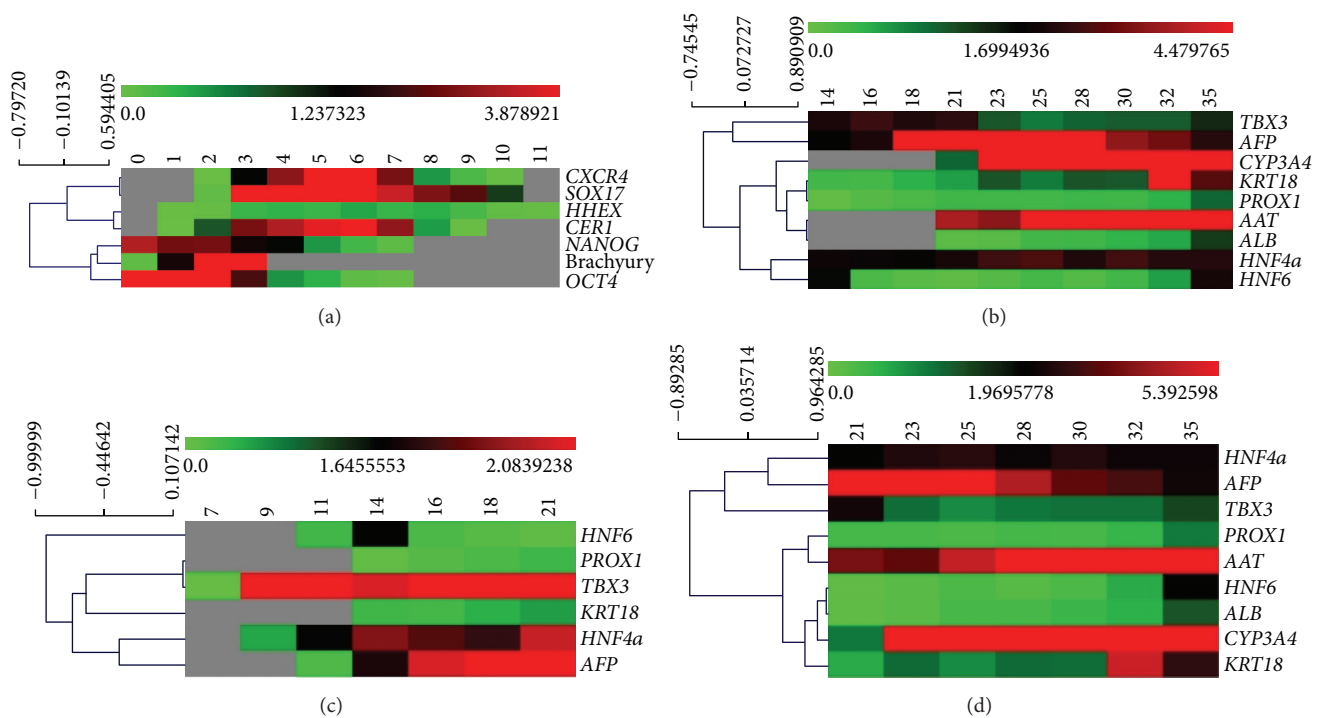 −0.79720
−0.10139
0.594405
0.0 1.237323 3.878921
0 1 2 3 4 5 6 7 8 9 10 11
CXCR4
SOX17
HHEX
CER1
NANOG
Brachyury
OCT4
(a)
−0.74545
0.072727
0.890909
0.0 1.6994936 4.479765
14 16 18 21 23 25 28 30 32 35
TBX3
AFP
CYP3A4
KRT18
PROX1
AAT
ALB
HNF4a
HNF6
(b)
−0.99999
−0.44642
0.107142
0.0 1.6455553 2.0839238
7 9 11 14 16 18 21
HNF6
PROX1
TBX3
KRT18
HNF4a
AFP
(c)
−0.89285
0.035714
0.964285
0.0 1.9695778 5.392598
21 23 25 28 30 32 35
HNF4a
AFP
TBX3
PROX1
AAT
HNF6
ALB
CYP3A4
KRT18
(d)